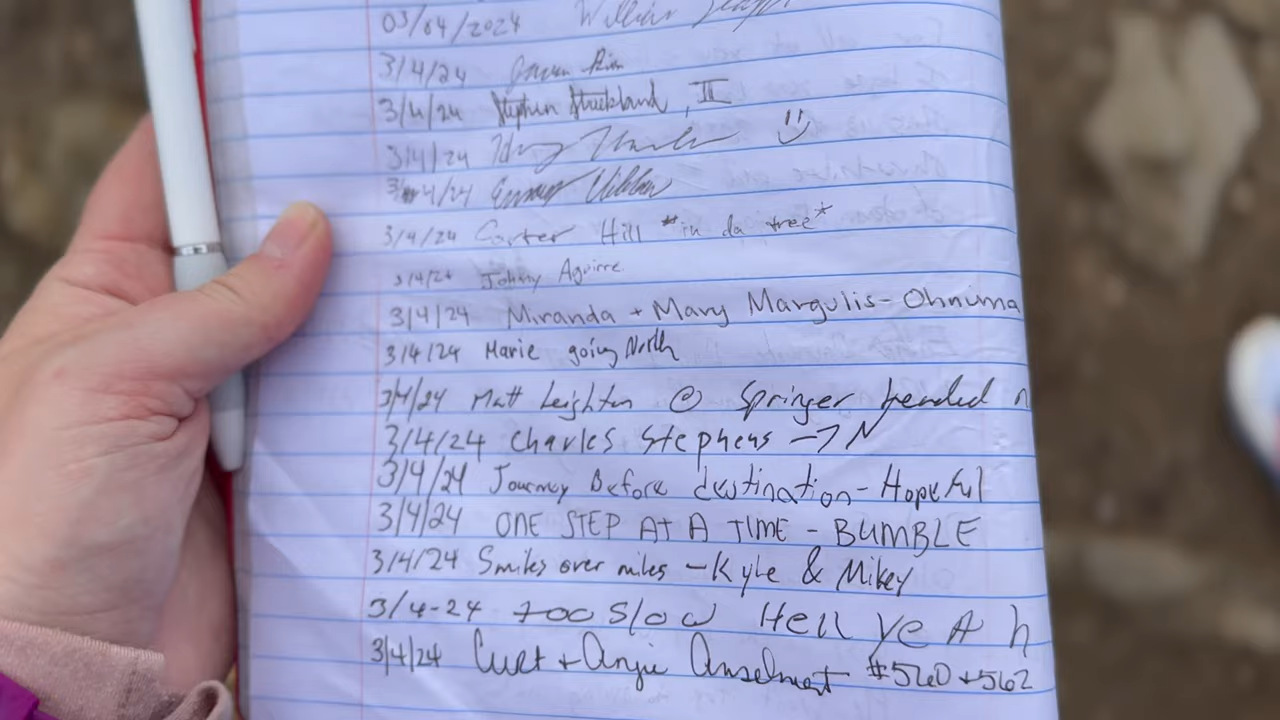 03/04/2024 William
3/4/24
3/4/24 Stephen Strickland, II
3/4/24
3/4/24
3/4/24 Carter Hill *in da tree*
3/4/24 Johnny Aguirre
3/4/24 Miranda + Mary Margulis-Ohnuma
3/4/24 Marie going North
3/4/24 Matt Leighton @ Springer headed n
3/4/24 Charles Stephens → N
3/4/24 Journey Before destination - Hopeful
3/4/24 ONE STEP AT A TIME - BUMBLE
3/4/24 Smiles over miles - Kyle & Mikey
3/4-24 too slow Hell yeAh
3/4/24 Curt + Angie Anselment #560 + 562